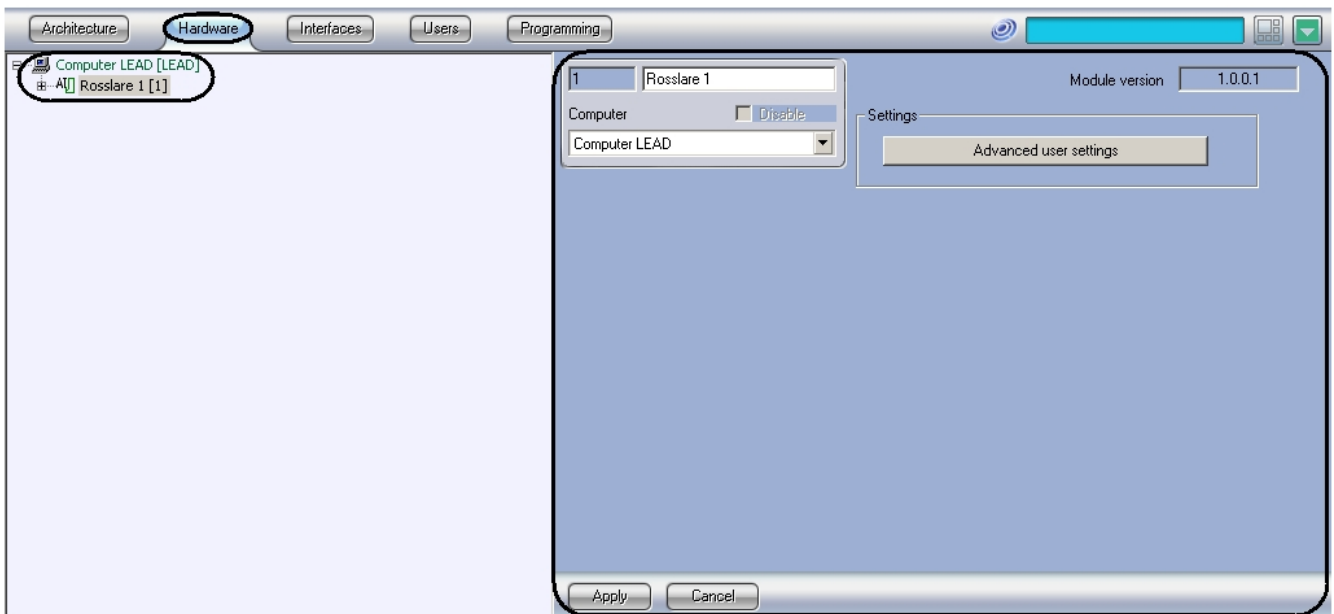 Architecture Hardware Interfaces Users Programming
Computer LEAD [LEAD]
Rosslare 1 [1]
1 Rosslare 1 Module version 1.0.0.1
Computer Disable Settings
Computer LEAD Advanced user settings
Apply Cancel